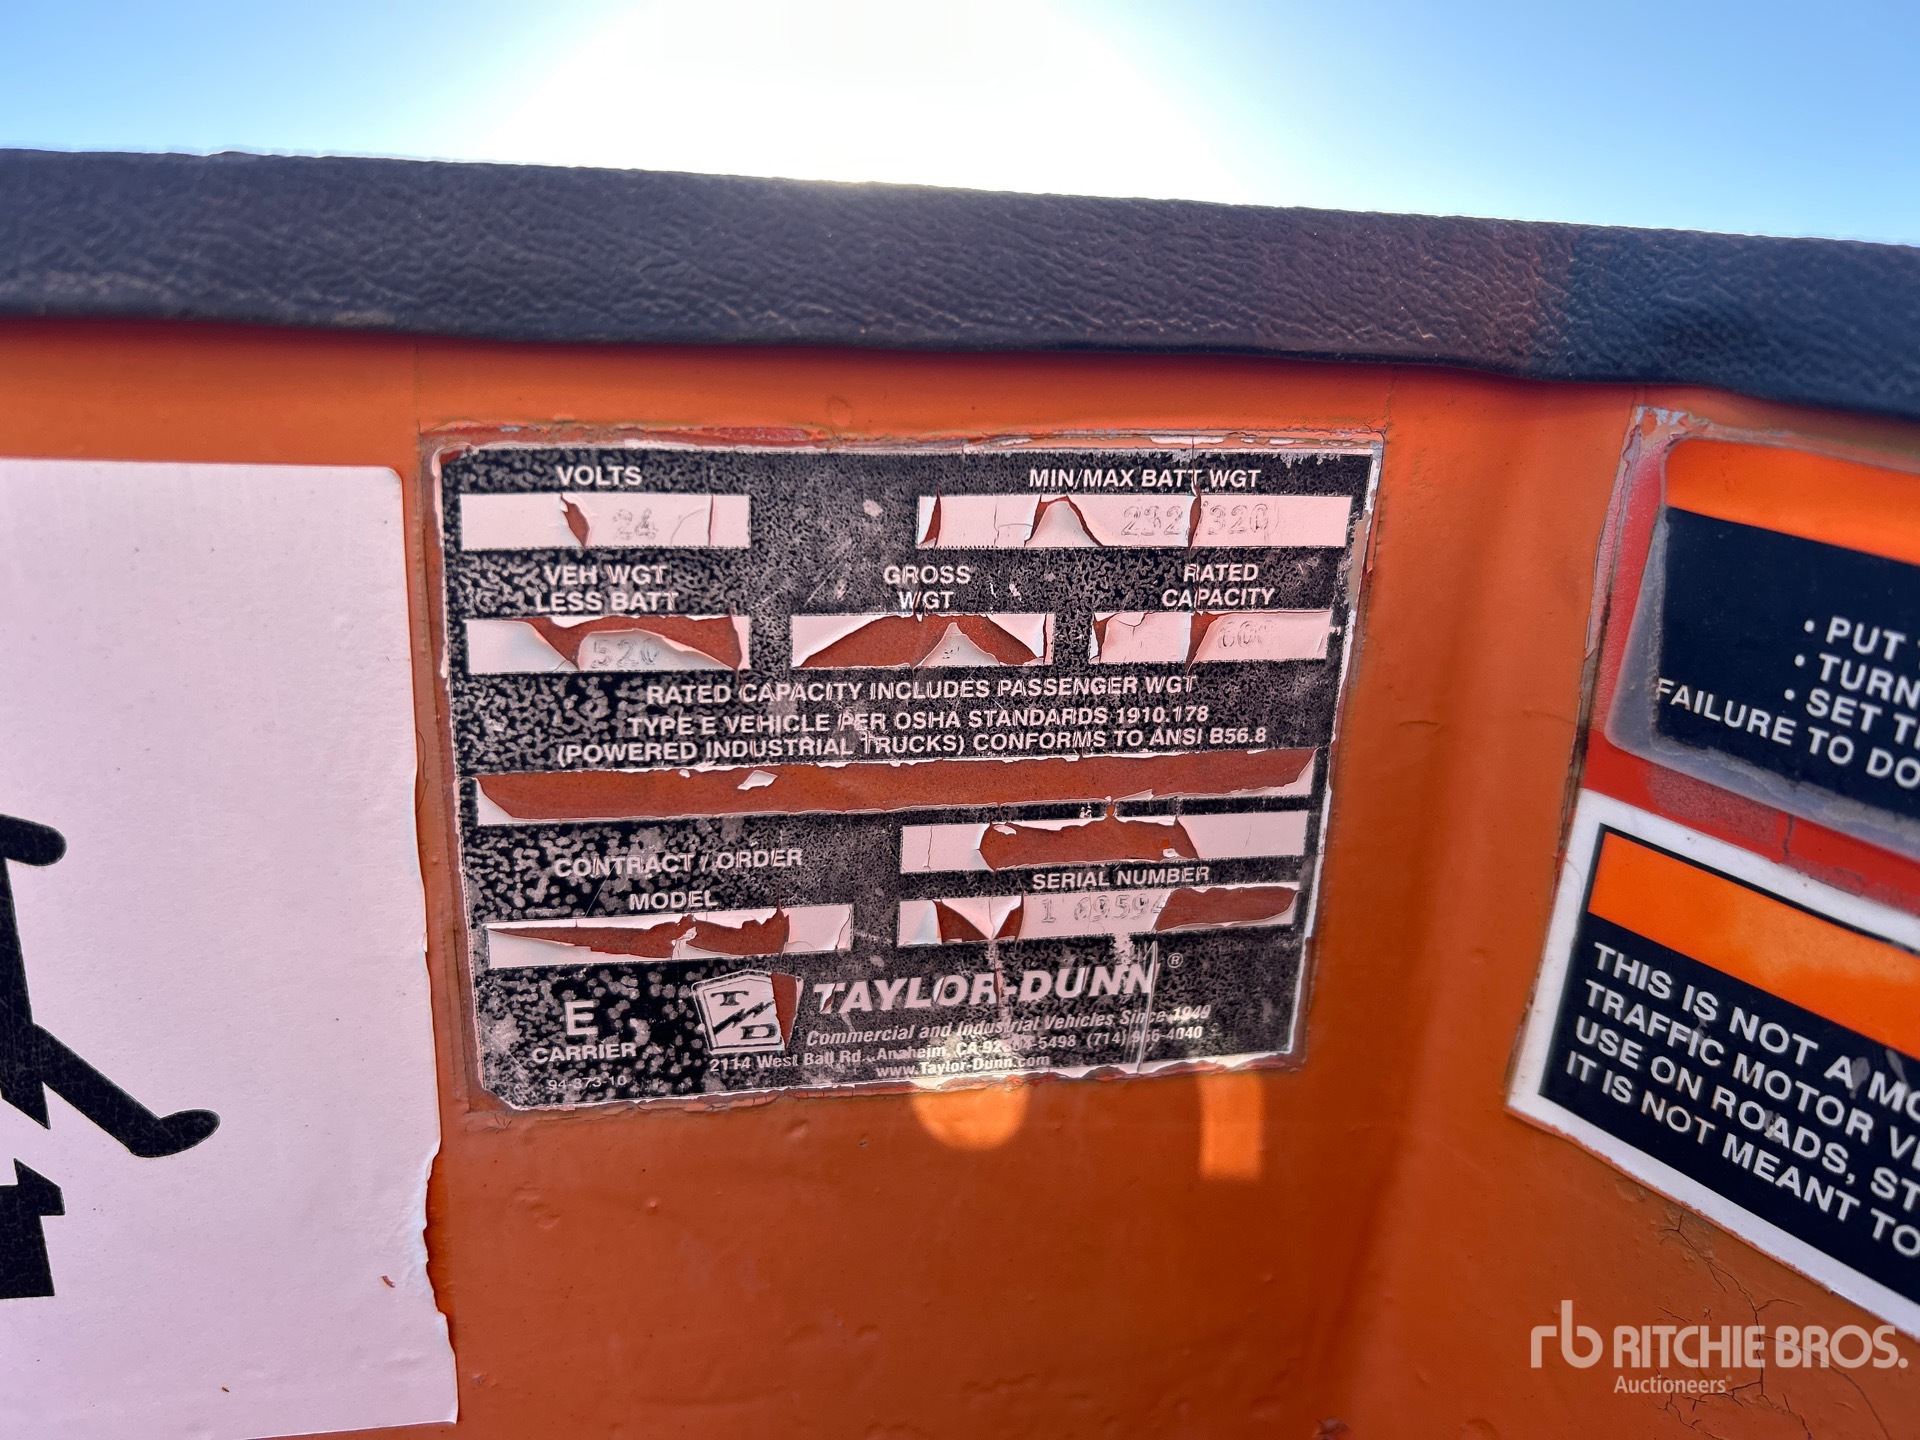 VOLTS
MIN/MAX BATT WGT
24
232 320
VEH WGT
LESS BATT
GROSS
WGT
RATED
CAPACITY
520
RATED CAPACITY INCLUDES PASSENGER WGT
TYPE E VEHICLE PER OSHA STANDARDS 1910.178
(POWERED INDUSTRIAL TRUCKS) CONFORMS TO ANSI B56.8
CONTRACT / ORDER
SERIAL NUMBER
MODEL
E
CARRIER
94-373-10
T D
TAYLOR-DUNN®
Commercial and Industrial Vehicles Since 1949
2114 West Ball Rd., Anaheim, CA
www.Taylor-Dunn.com
• PUT
• TURN
• SET
FAILURE TO DO
THIS IS NOT A
TRAFFIC MOTOR
USE ON ROADS,
IT IS NOT MEANT TO
rb RITCHIE BROS.
Auctioneers